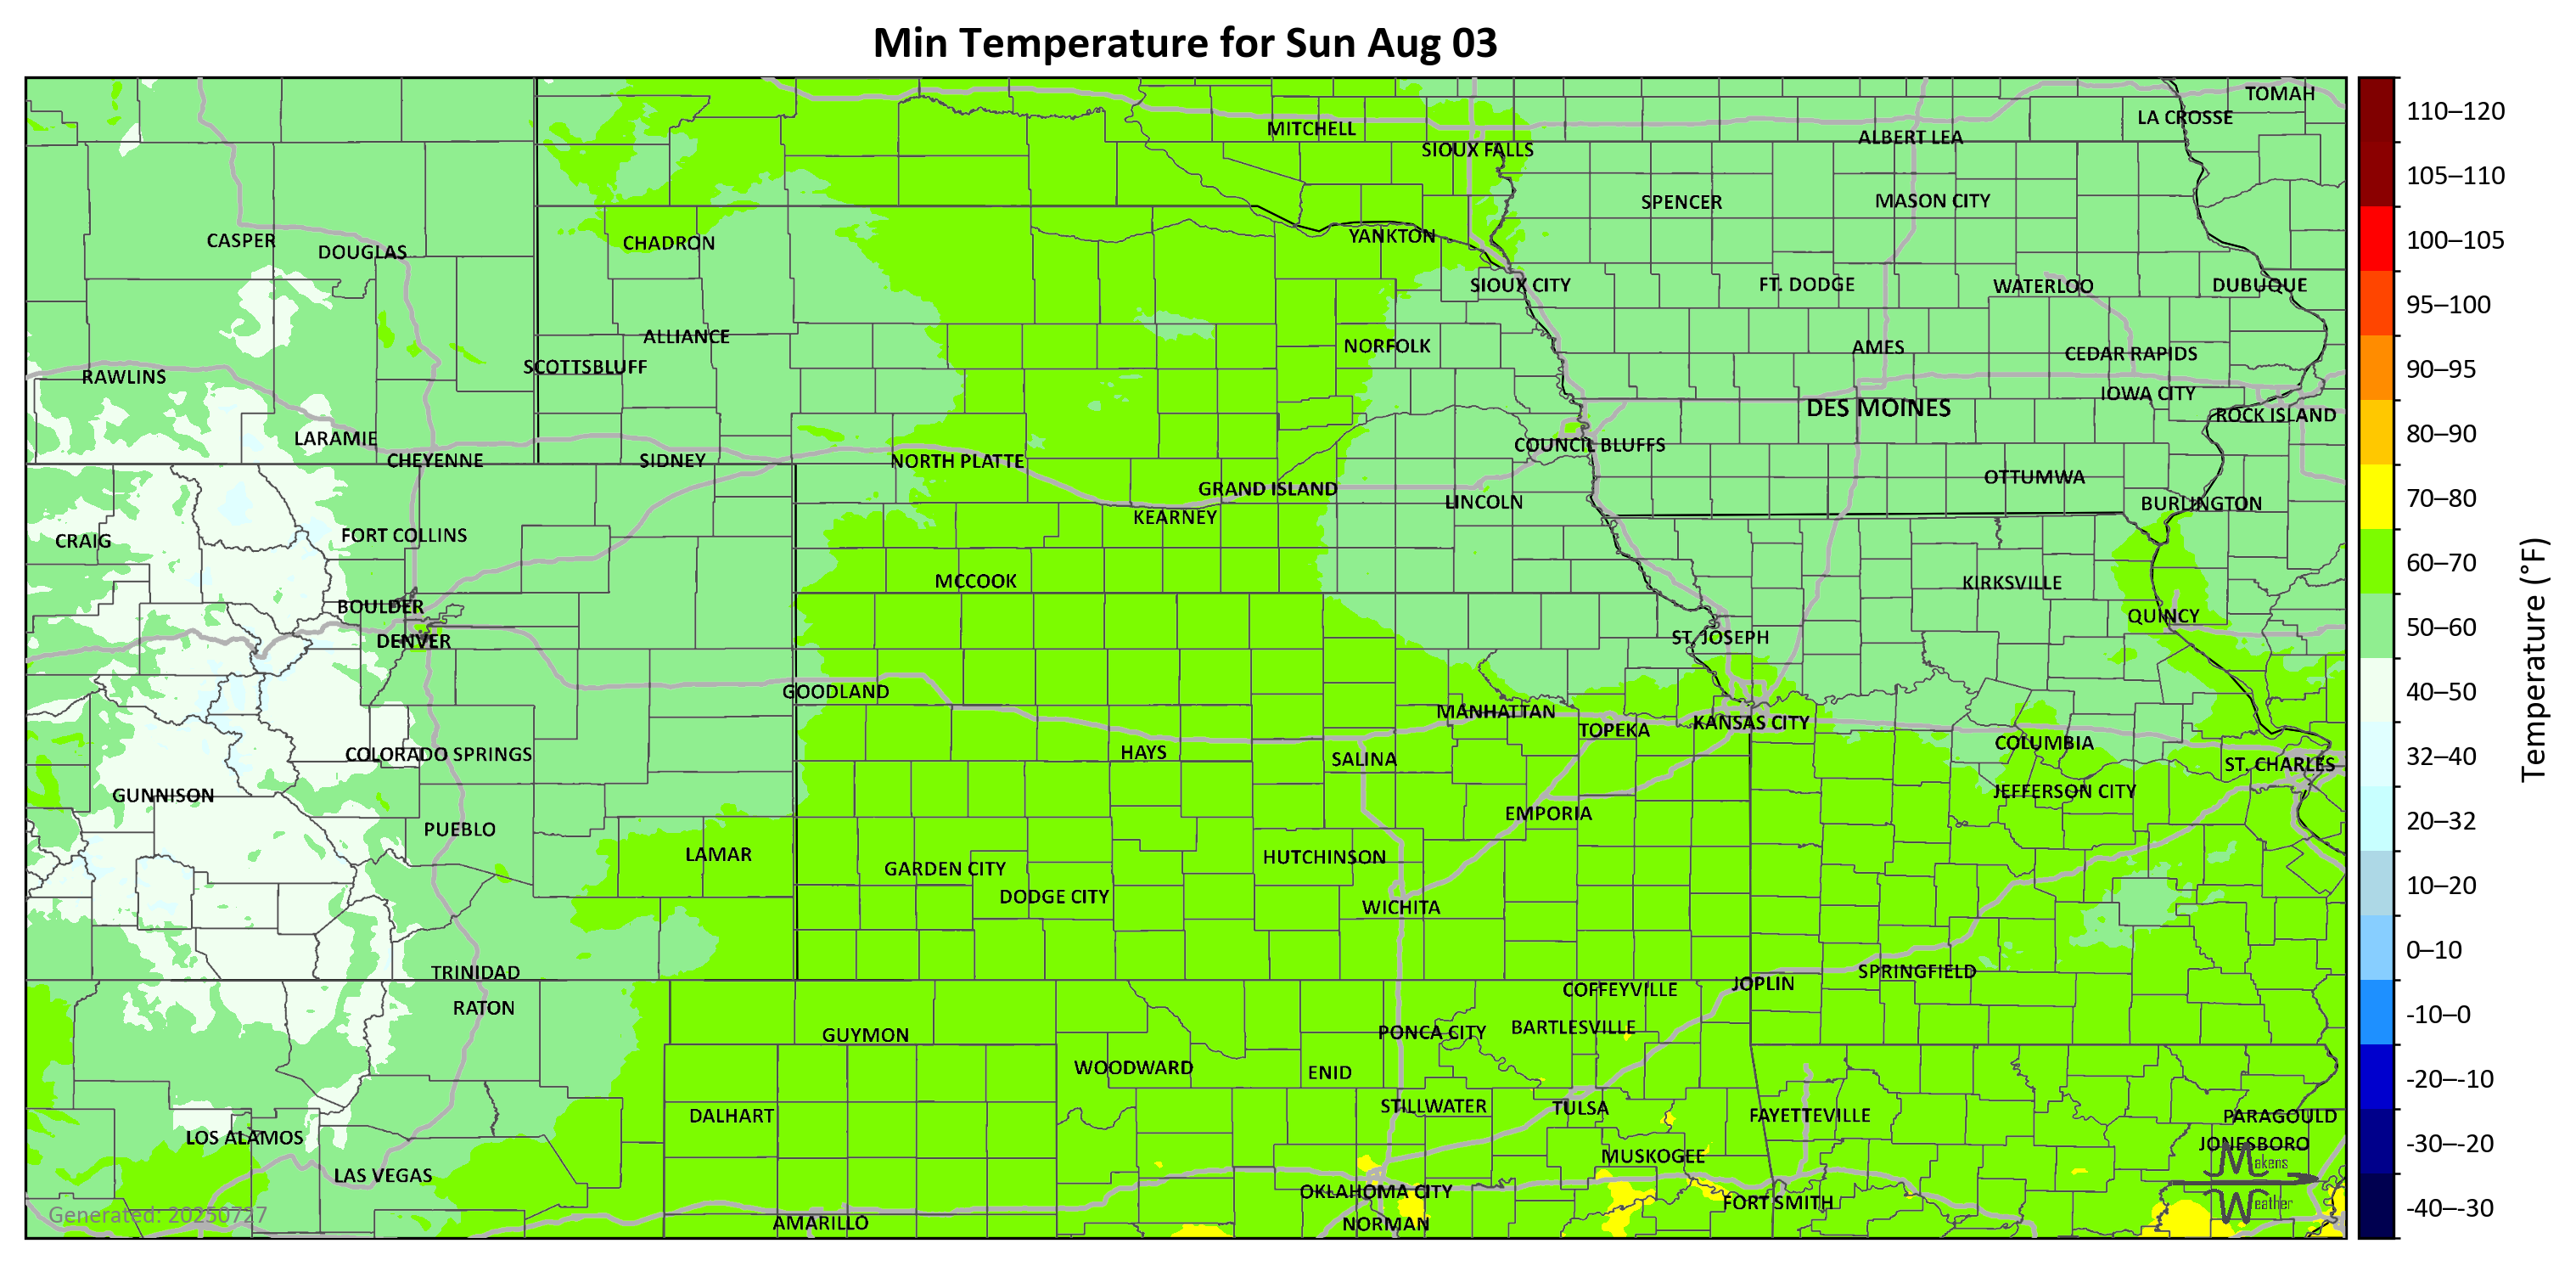 Min Temperature for Sun Aug 03
TOMAH
LA CROSSE
MITCHELL
ALBERT LEA
SIOUX FALLS
SPENCER
MASON CITY
CASPER
DOUGLAS
CHADRON
YANKTON
SIOUX CITY
FT. DODGE
WATERLOO
DUBUQUE
ALLIANCE
SCOTTSBLUFF
NORFOLK
AMES
CEDAR RAPIDS
RAWLINS
IOWA CITY
DES MOINES
ROCK ISLAND
LARAMIE
COUNCIL BLUFFS
CHEYENNE
SIDNEY
NORTH PLATTE
OTTUMWA
GRAND ISLAND
LINCOLN
BURLINGTON
KEARNEY
FORT COLLINS
CRAIG
MCCOOK
KIRKSVILLE
BOULDER
QUINCY
DENVER
ST. JOSEPH
GOODLAND
MANHATTAN
TOPEKA
KANSAS CITY
COLUMBIA
COLORADO SPRINGS
HAYS
SALINA
ST. CHARLES
GUNNISON
JEFFERSON CITY
EMPORIA
PUEBLO
LAMAR
HUTCHINSON
GARDEN CITY
DODGE CITY
WICHITA
TRINIDAD
SPRINGFIELD
JOPLIN
COFFEYVILLE
RATON
GUYMON
PONCA CITY
BARTLESVILLE
WOODWARD
ENID
DALHART
STILLWATER
TULSA
FAYETTEVILLE
PARAGOULD
LOS ALAMOS
JONESBORO
LAS VEGAS
MUSKOGEE
OKLAHOMA CITY
FORT SMITH
AMARILLO
NORMAN
Makens
Weather
Generated: 20250727
110–120
105–110
100–105
95–100
90–95
80–90
70–80
60–70
50–60
40–50
32–40
20–32
10–20
0–10
-10–0
-20–-10
-30–-20
-40–-30
Temperature (°F)